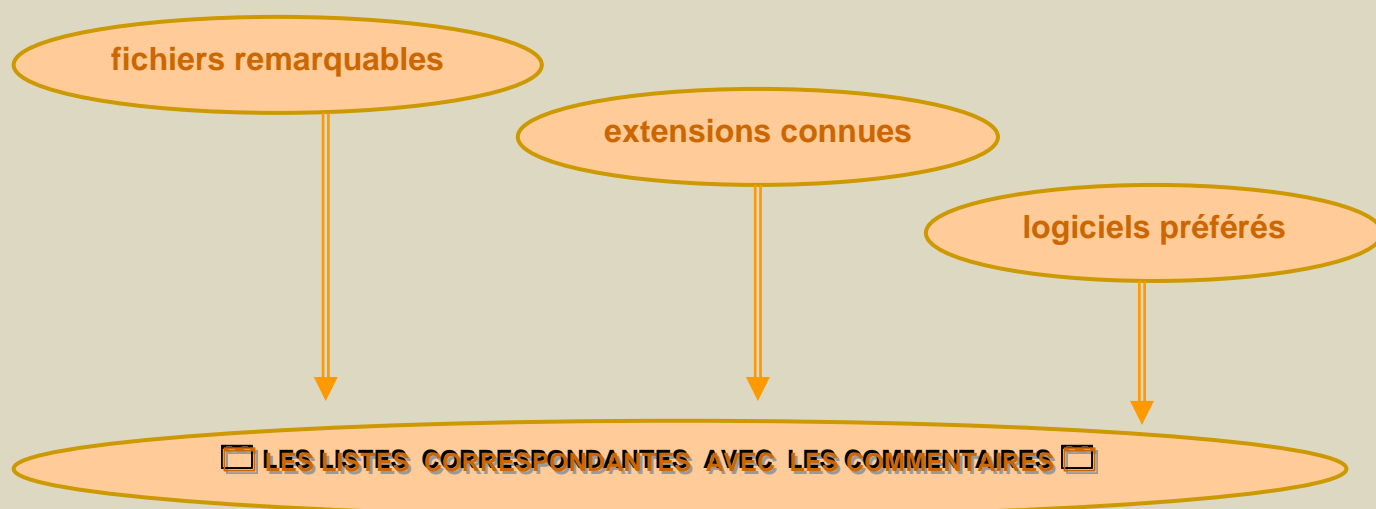 fichiers remarquables
extensions connues
logiciels préférés
LES LISTES CORRESPONDANTES AVEC LES COMMENTAIRES